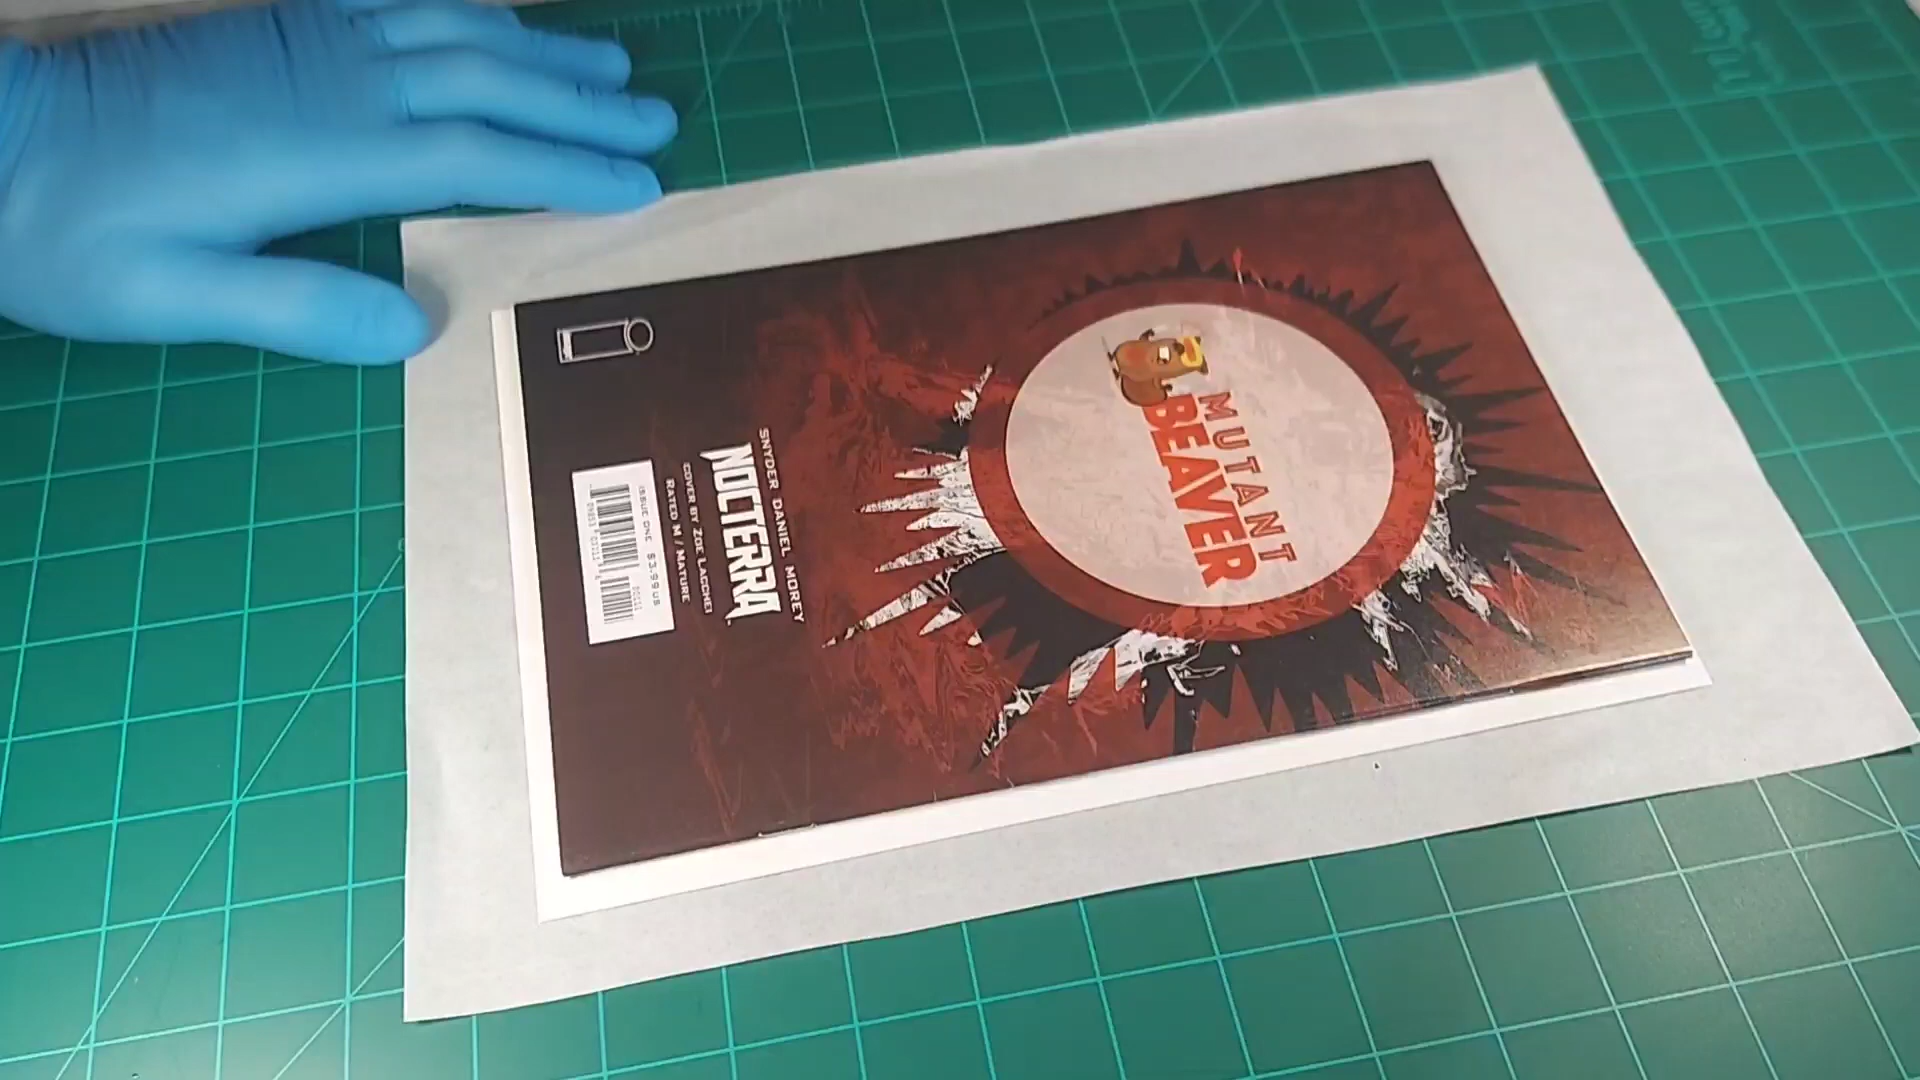 MUTANT
BEAVER
SNYDER DANIEL MOREY
NOCTERRA
COVER BY ZOE LACCHEI
RATED M / MATURE
ISSUE ONE $3.99 US